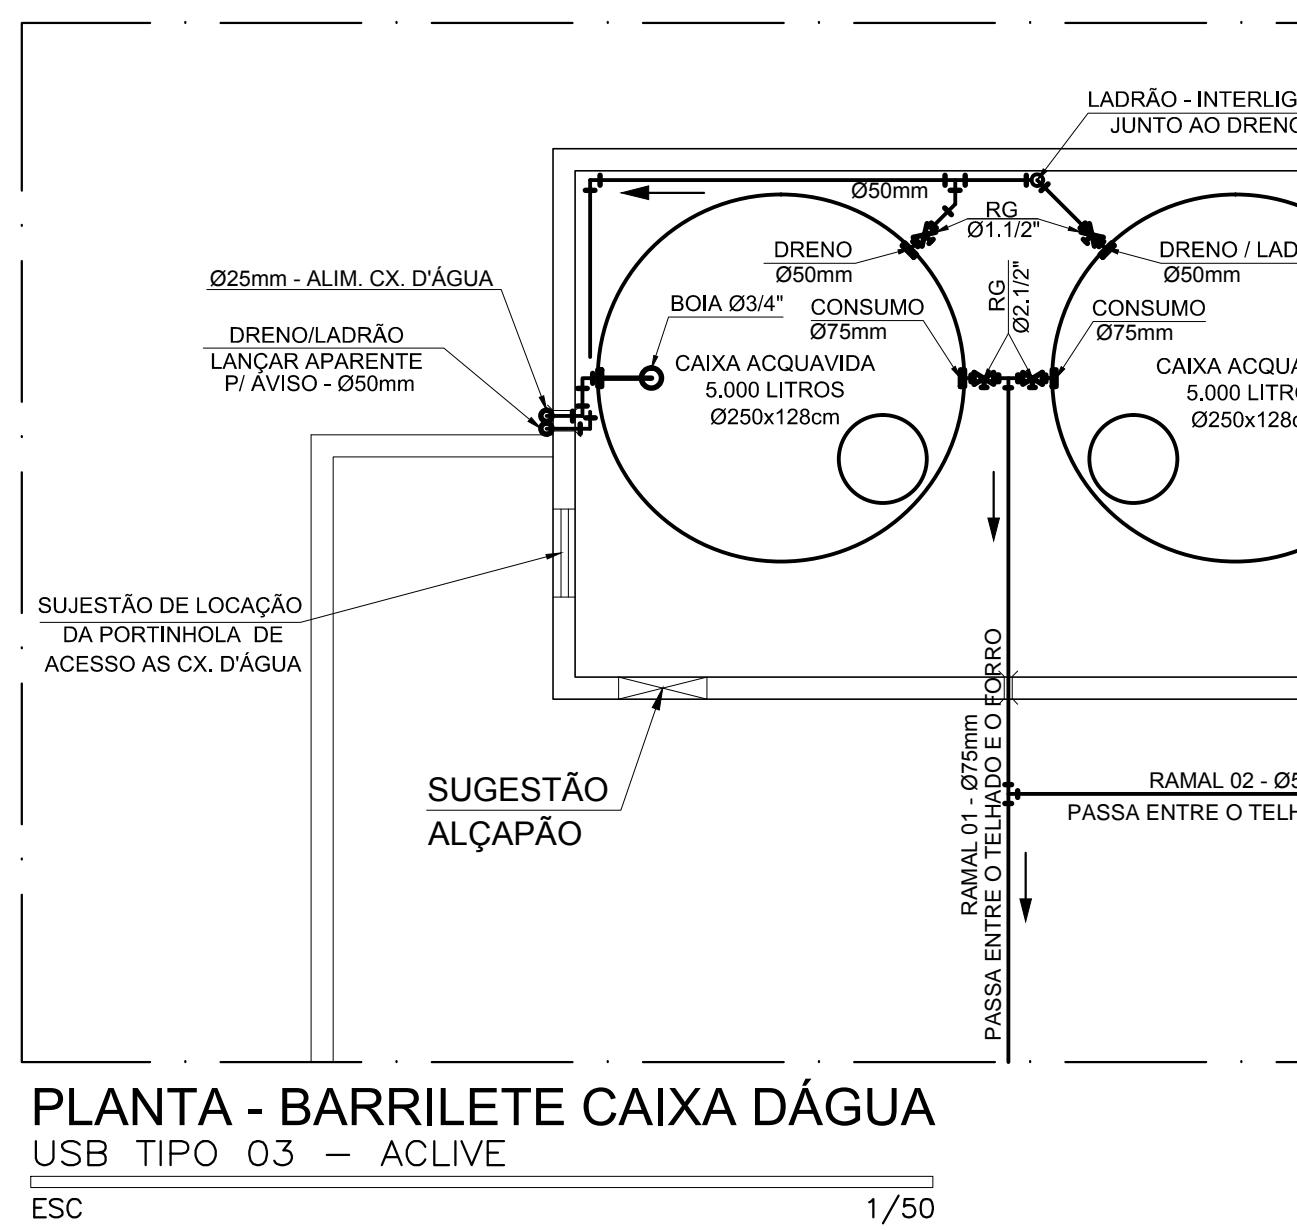 LADRÃO - INTERLIG
JUNTO AO DRENO
Ø50mm
RG
Ø1.1/2"
DRENO
Ø50mm
DRENO / LAD
Ø50mm
Ø25mm - ALIM. CX. D'ÁGUA
BOIA Ø3/4"
CONSUMO
Ø75mm
RG
Ø2.1/2"
CONSUMO
Ø75mm
DRENO/LADRÃO
LANÇAR APARENTE
P/ AVISO - Ø50mm
CAIXA ACQUAVIDA
5.000 LITROS
Ø250x128cm
CAIXA ACQUA
5.000 LITRO
Ø250x128c
SUJESTÃO DE LOCAÇÃO
DA PORTINHOLA DE
ACESSO AS CX. D'ÁGUA
SUGESTÃO
ALÇAPÃO
RAMAL 01 - Ø75mm
PASSA ENTRE O TELHADO E O FORRO
RAMAL 02 - Ø5
PASSA ENTRE O TELH
PLANTA - BARRILETE CAIXA DÁGUA
USB TIPO 03 – ACLIVE
ESC 1/50